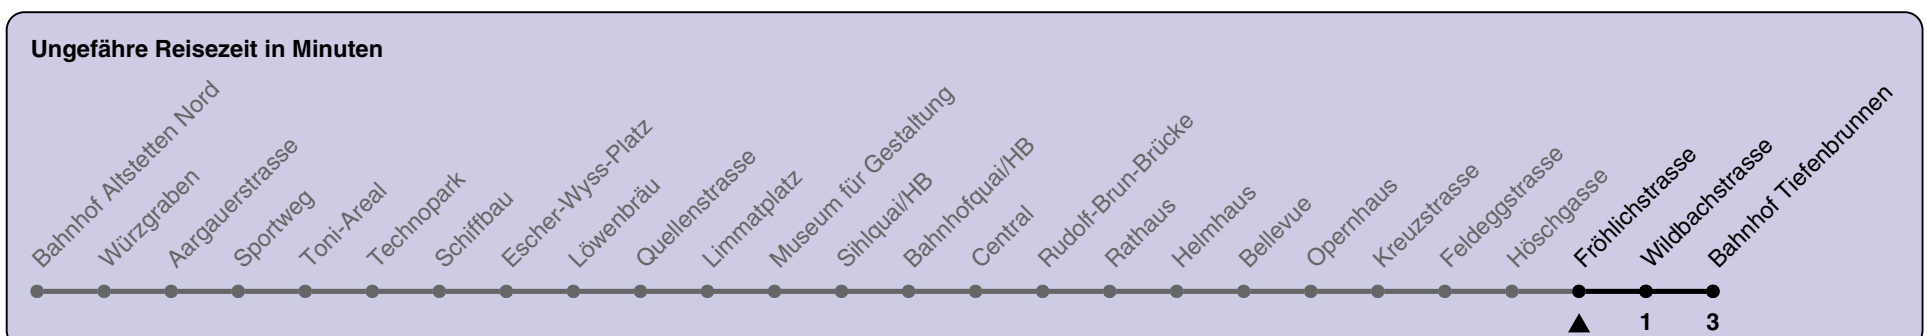 Ungefähre Reisezeit in Minuten
Bahnhof Altstetten Nord
Würzgraben
Aargauerstrasse
Sportweg
Toni-Areal
Technopark
Schiffbau
Escher-Wyss-Platz
Löwenbräu
Quellenstrasse
Limmatplatz
Museum für Gestaltung
Sihlquai/HB
Bahnhofquai/HB
Central
Rudolf-Brun-Brücke
Rathaus
Helmhaus
Bellevue
Opernhaus
Kreuzstrasse
Feldeggstrasse
Höschgasse
Fröhlichstrasse
Wildbachstrasse
Bahnhof Tiefenbrunnen
1 3